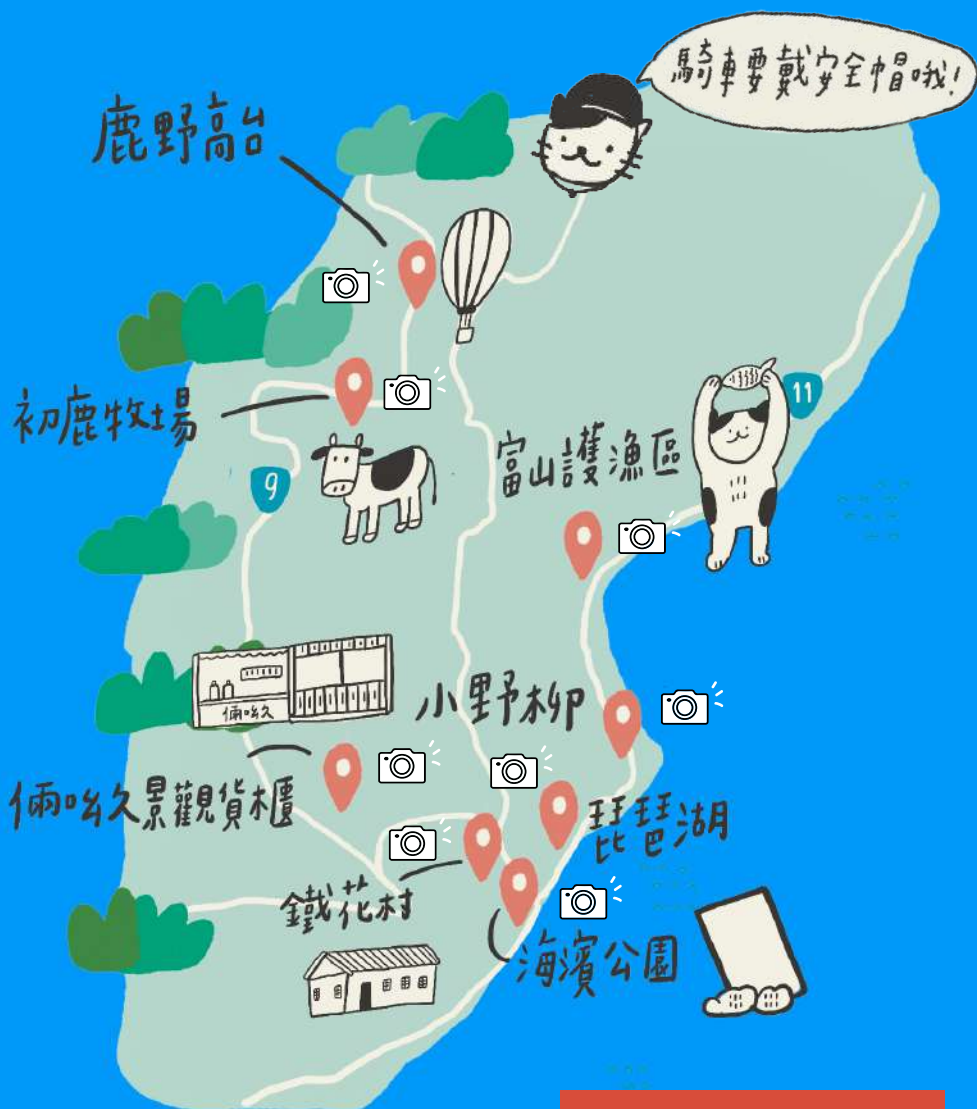 騎車要戴安全帽哦!
鹿野高台
初鹿牧場
11
富山護漁區
9
倆吆久
小野柳
倆吆久景觀貨櫃
琵琶湖
鐵花村
海濱公園